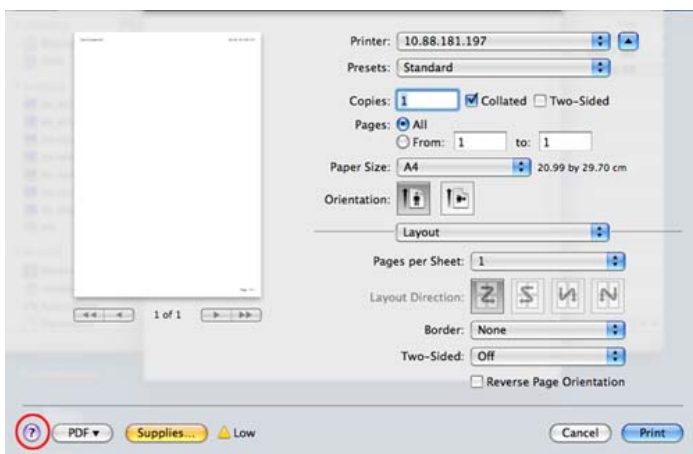 Printer: 10.88.181.197
Presets: Standard
Copies: 1 Collated Two-Sided
Pages: All
From: 1 to: 1
Paper Size: A4 20.99 by 29.70 cm
Orientation:
Layout
Pages per Sheet: 1
Layout Direction:
1 of 1
Border: None
Two-Sided: Off
Reverse Page Orientation
? PDF Supplies... Low Cancel Print